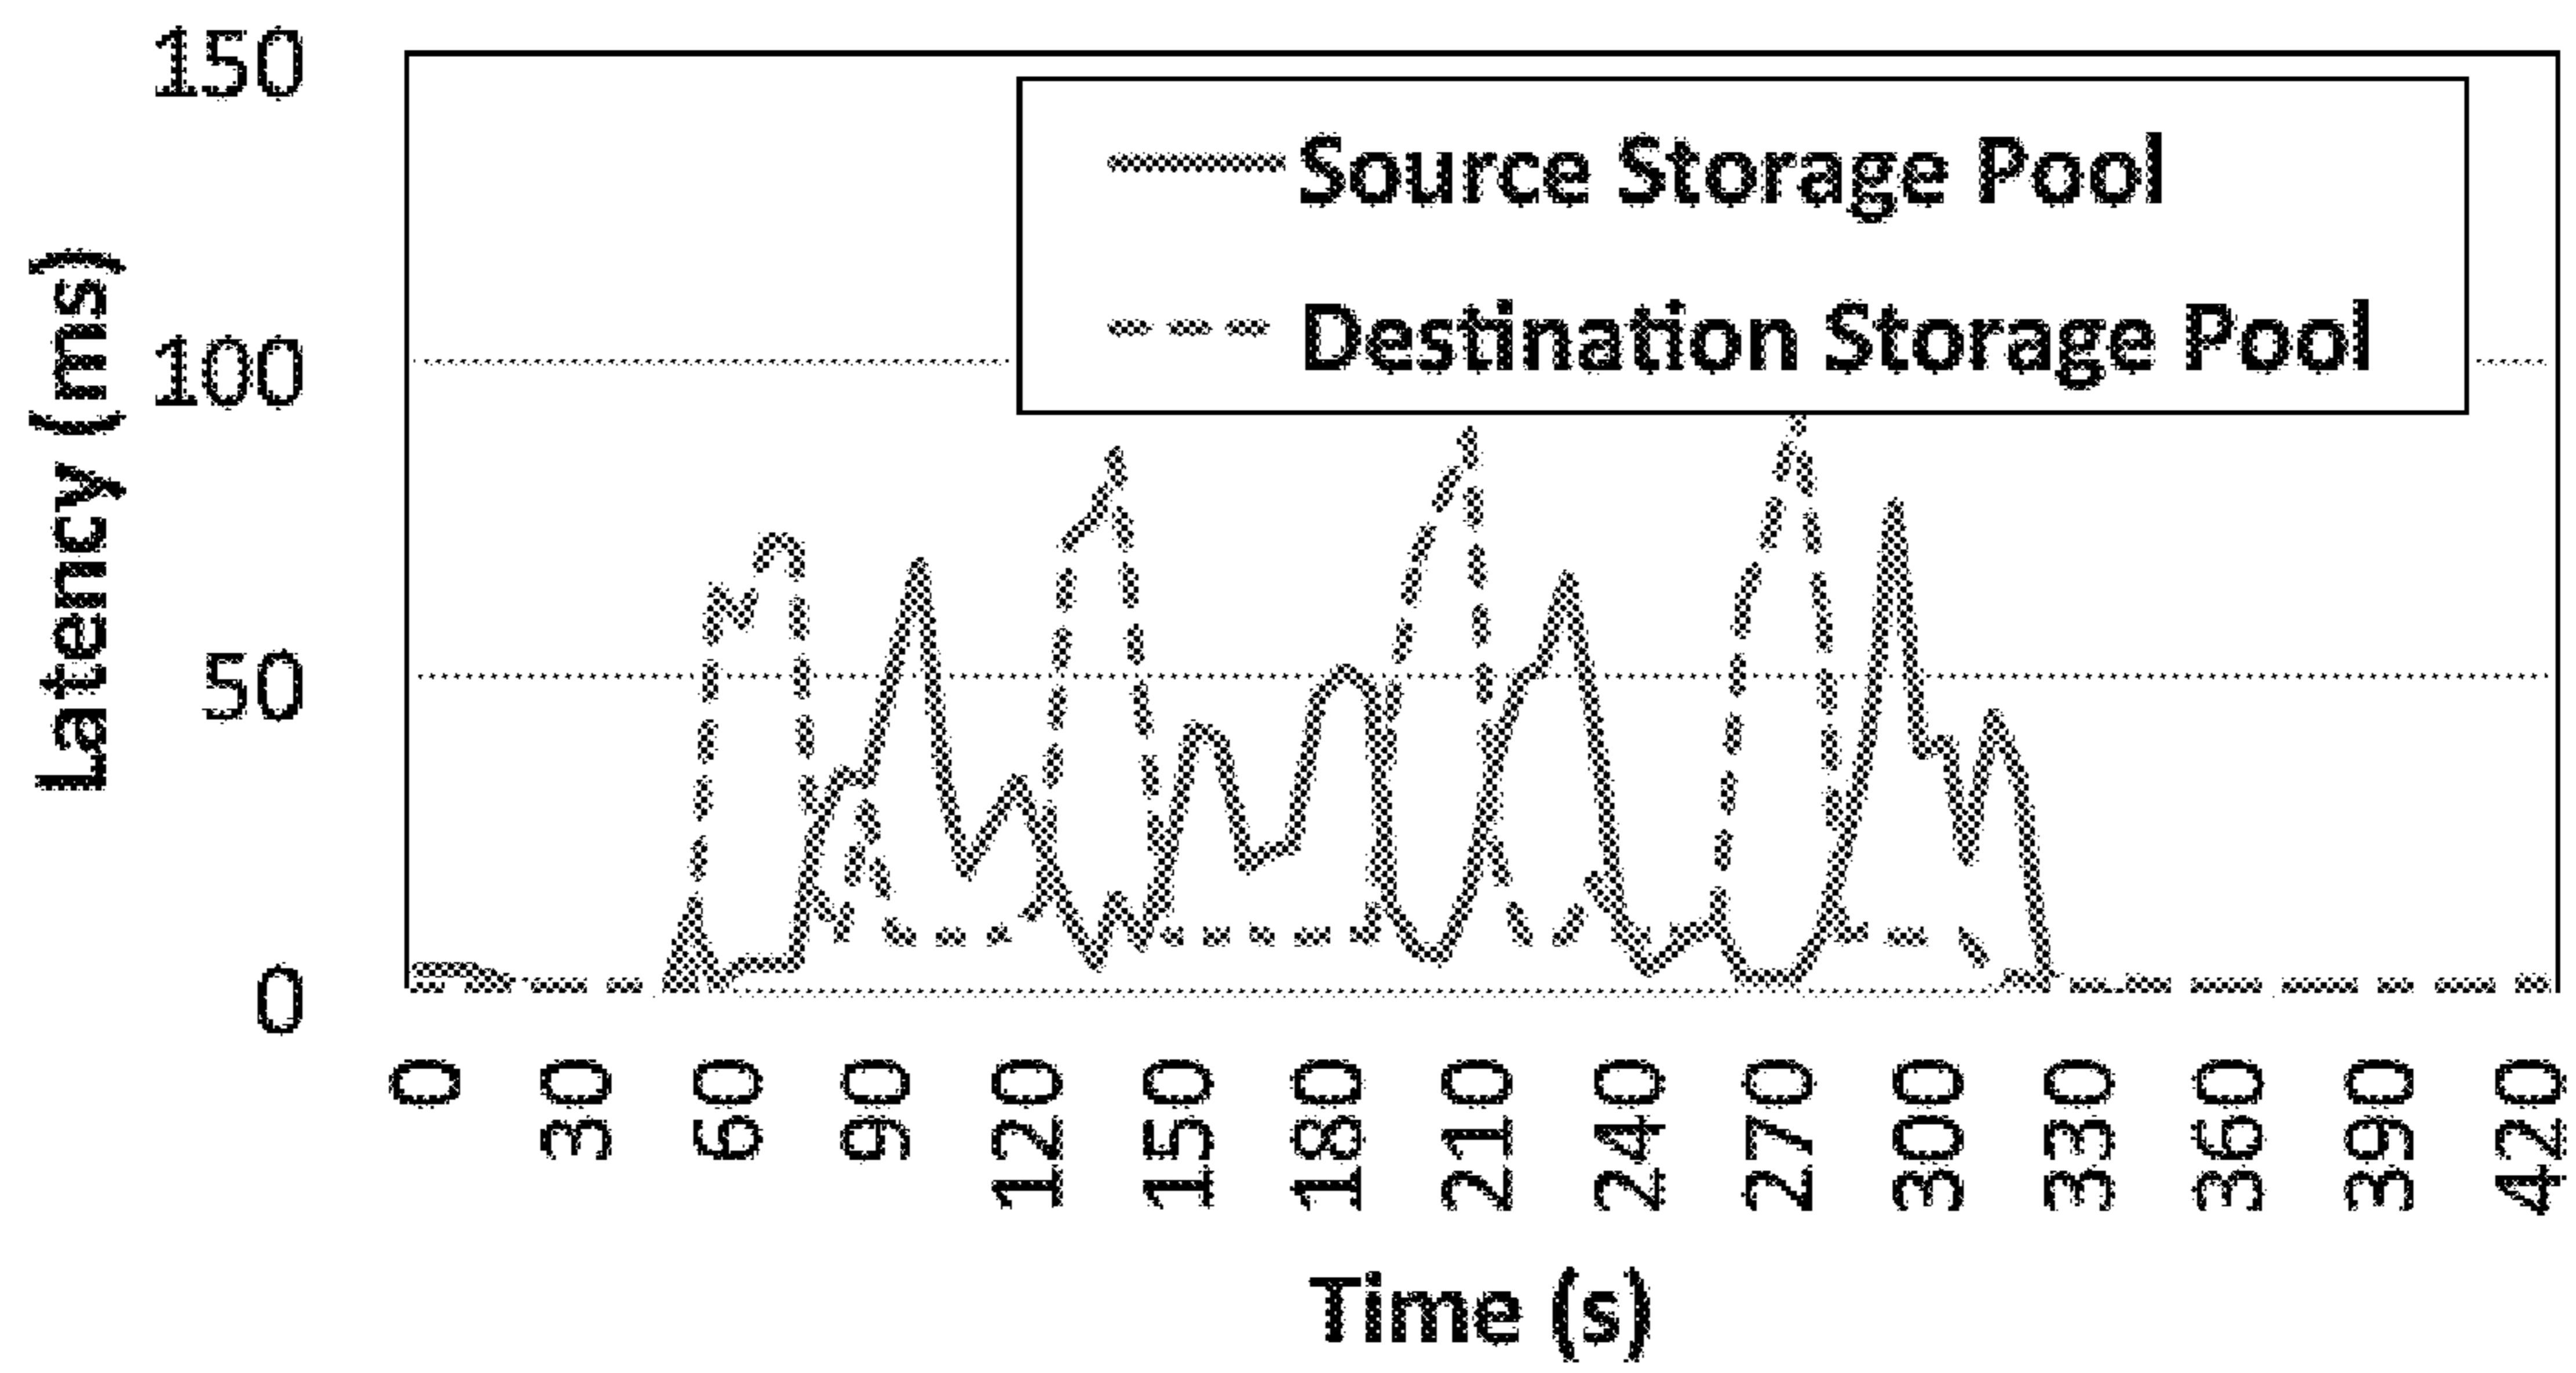 150
Source Storage Pool
Destination Storage Pool
100
50
0
Latency (ms)
0 30 60 90 120 150 180 210 240 270 300 330 360 390 420
Time (s)